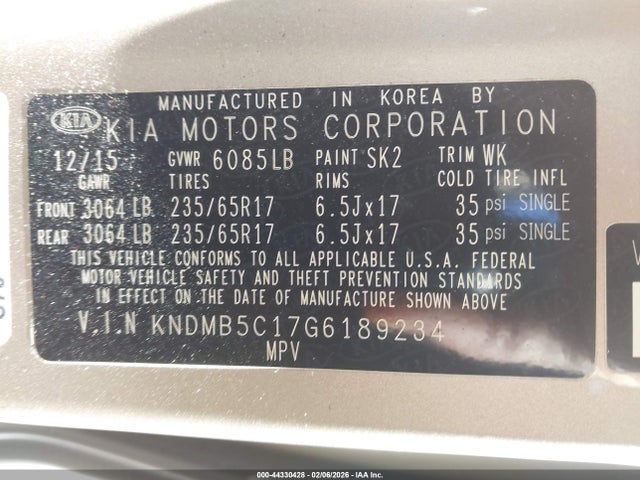 MANUFACTURED IN KOREA BY
KIA KIA MOTORS CORPORATION
12/15 GVWR 6085LB PAINT SK2 TRIM WK
GAWR TIRES RIMS COLD TIRE INFL
FRONT 3064 LB 235/65R17 6.5Jx17 35 psi SINGLE
REAR 3064 LB 235/65R17 6.5Jx17 35 psi SINGLE
THIS VEHICLE CONFORMS TO ALL APPLICABLE U.S.A. FEDERAL
MOTOR VEHICLE SAFETY AND THEFT PREVENTION STANDARDS
IN EFFECT ON THE DATE OF MANUFACTURE SHOWN ABOVE
V.I.N KNDMB5C17G6189234
MPV
000-44330428 - 02/06/2026 - IAA Inc.